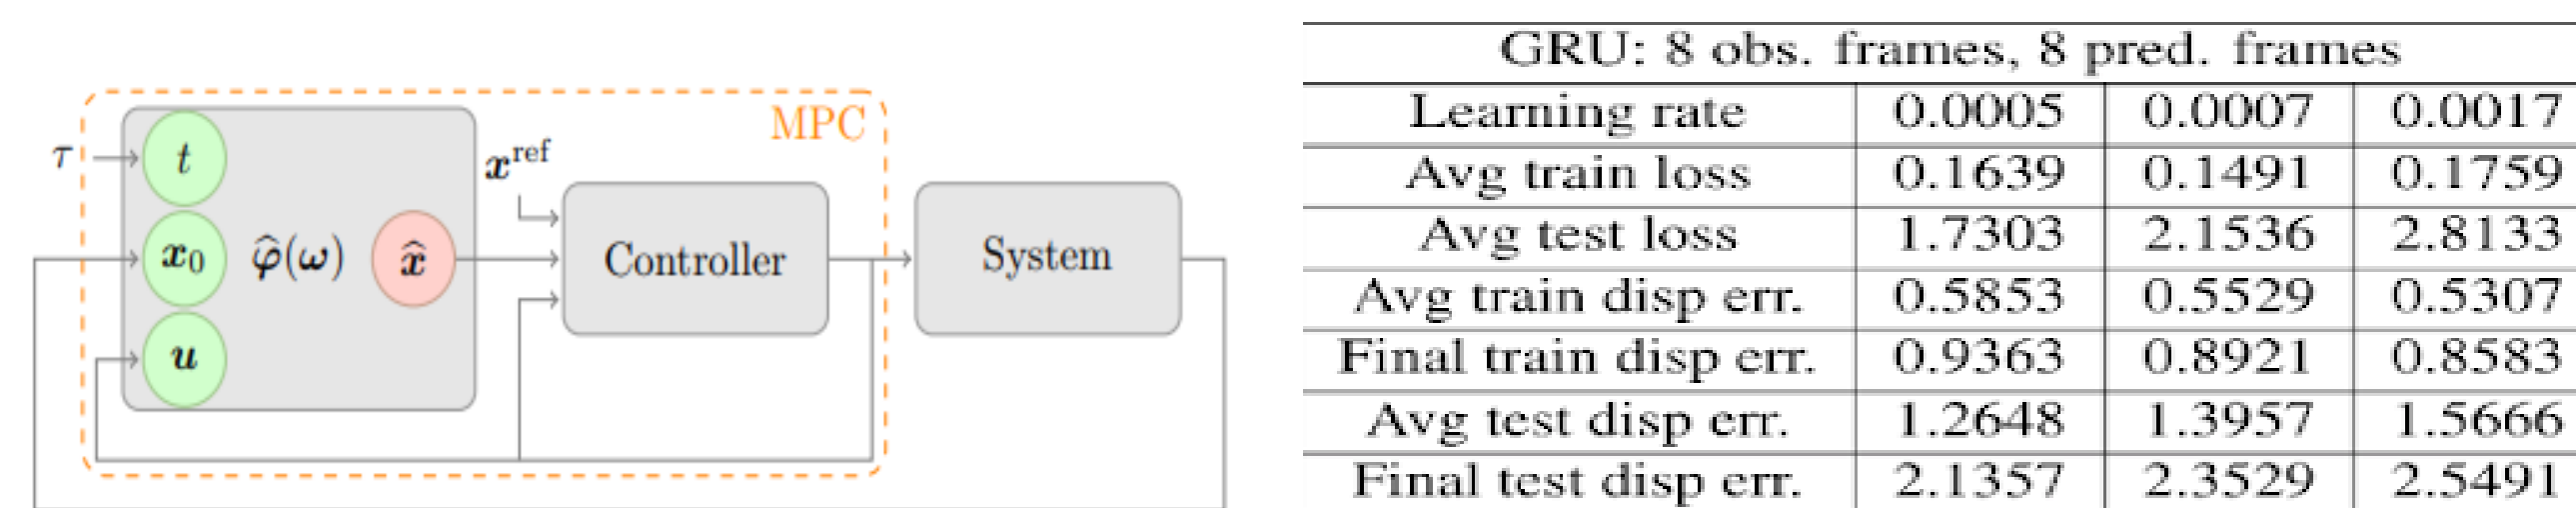 MPC
τ
t
x^ref
x₀
φ̂(ω)
x̂
Controller
System
u
GRU: 8 obs. frames, 8 pred. frames
Learning rate 0.0005 0.0007 0.0017
Avg train loss 0.1639 0.1491 0.1759
Avg test loss 1.7303 2.1536 2.8133
Avg train disp err. 0.5853 0.5529 0.5307
Final train disp err. 0.9363 0.8921 0.8583
Avg test disp err. 1.2648 1.3957 1.5666
Final test disp err. 2.1357 2.3529 2.5491